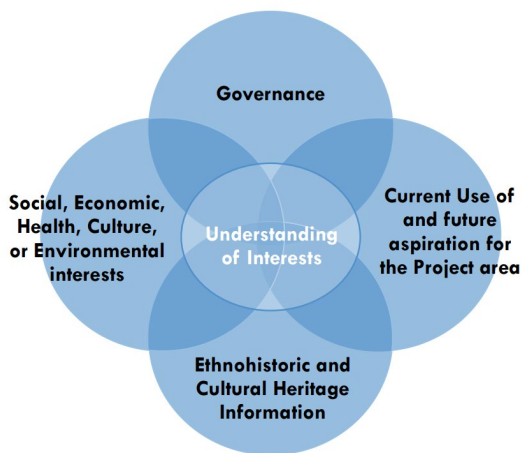 Governance
Social, Economic,
Health, Culture,
or Environmental
interests
Understanding
of Interests
Current Use of
and future
aspiration for
the Project area
Ethnohistoric and
Cultural Heritage
Information